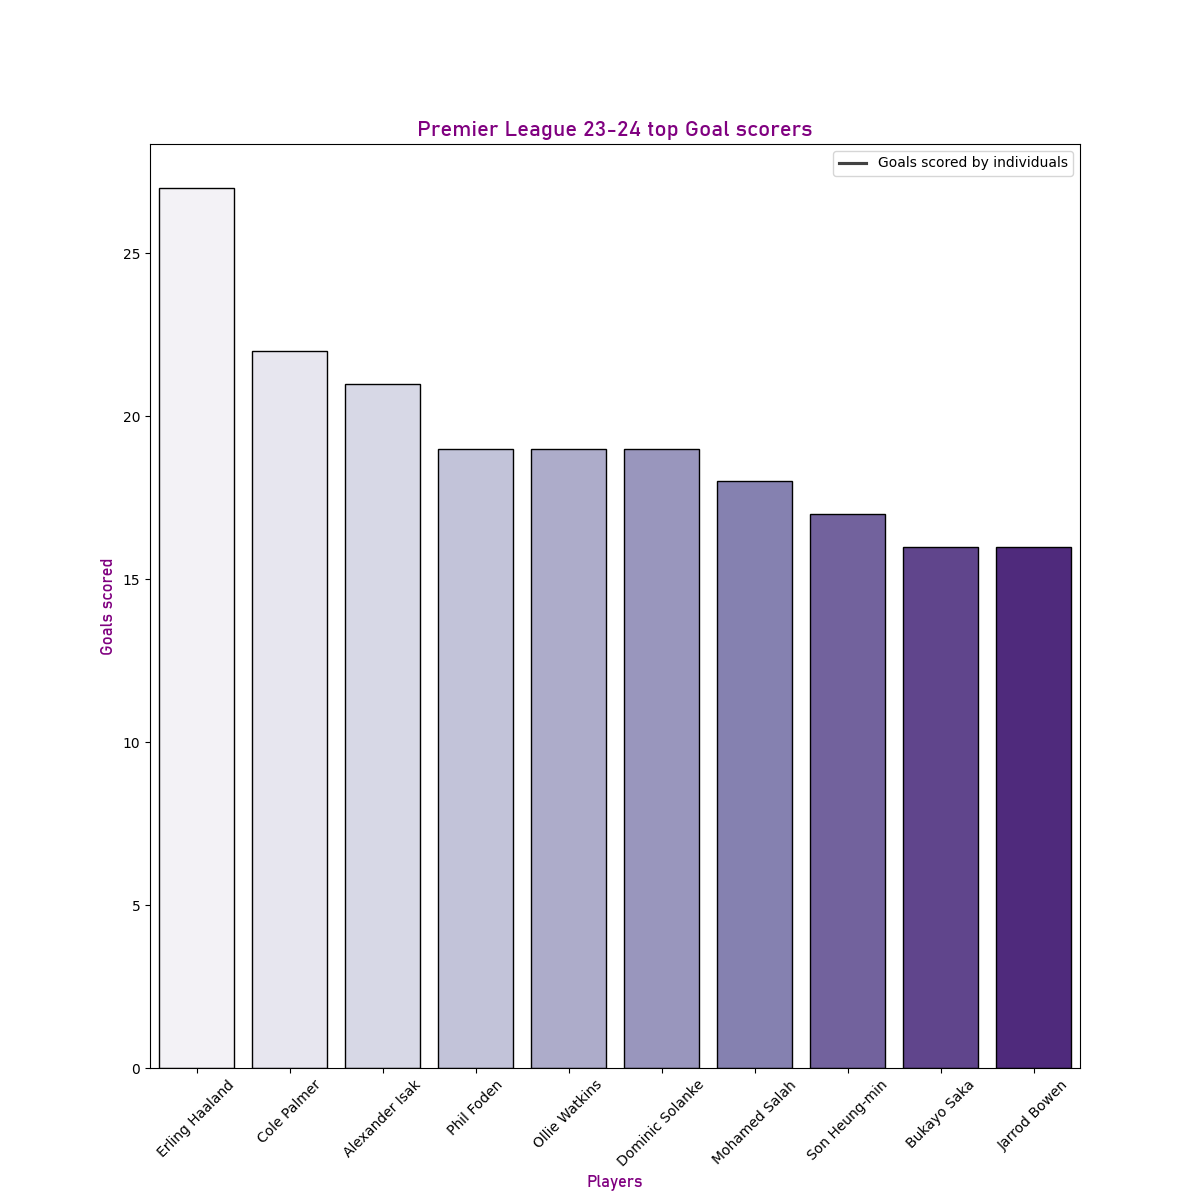 Premier League 23-24 top Goal scorers
Goals scored by individuals
Goals scored
25
20
15
10
5
0
Erling Haaland
Cole Palmer
Alexander Isak
Phil Foden
Ollie Watkins
Dominic Solanke
Mohamed Salah
Son Heung-min
Bukayo Saka
Jarrod Bowen
Players